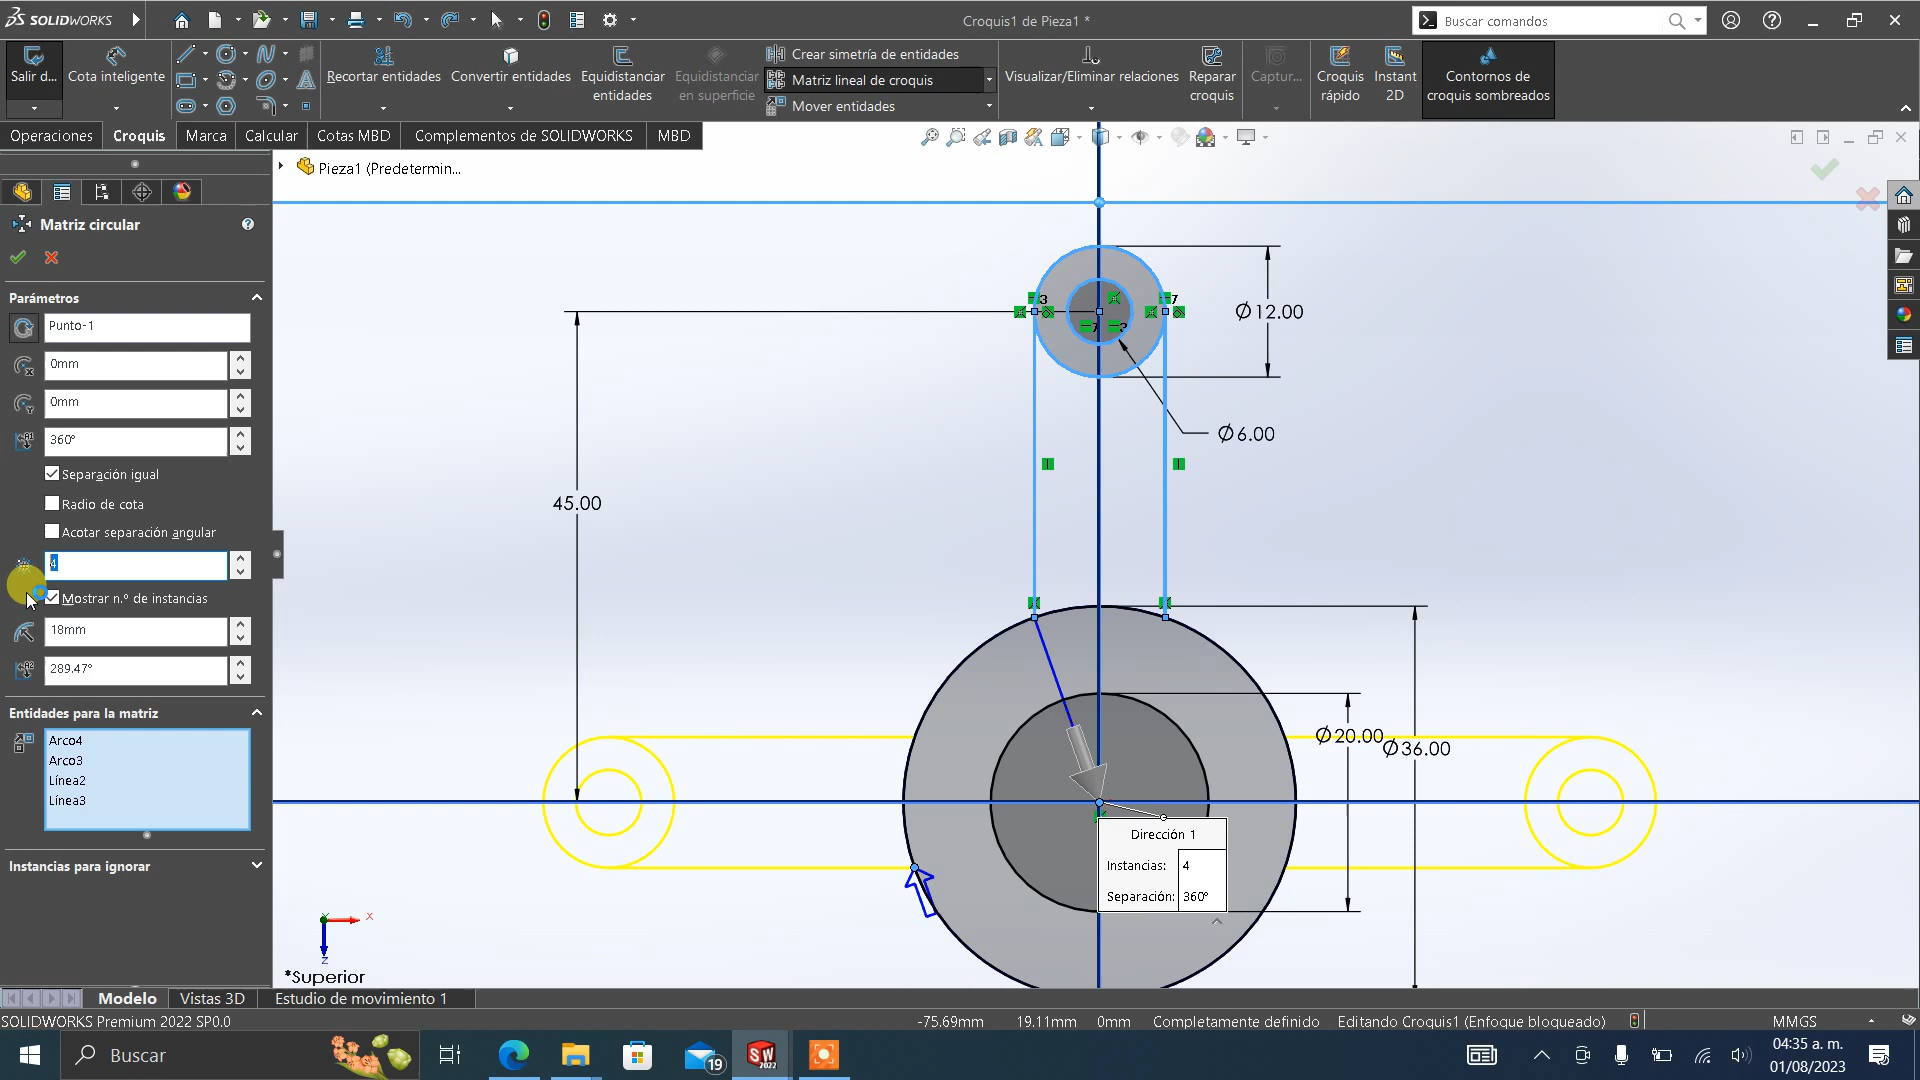 SOLIDWORKS
Croquis1 de Pieza1 *
Buscar comandos
Salir d...
Cota inteligente
Recortar entidades
Convertir entidades
Equidistanciar entidades
Equidistanciar en superficie
Crear simetría de entidades
Matriz lineal de croquis
Mover entidades
Visualizar/Eliminar relaciones
Reparar croquis
Captur...
Croquis rápido
Instant 2D
Contornos de croquis sombreados
Operaciones
Croquis
Marca
Calcular
Cotas MBD
Complementos de SOLIDWORKS
MBD
Pieza1 (Predetermin...
Matriz circular
Parámetros
Punto-1
0mm
0mm
360°
Separación igual
Radio de cota
Acotar separación angular
4
Mostrar n.º de instancias
18mm
289.47°
Entidades para la matriz
Arco4
Arco3
Línea2
Línea3
Instancias para ignorar
3
7
7
Ø12.00
Ø6.00
45.00
Ø20.00
Ø36.00
Dirección 1
Instancias: 4
Separación: 360°
X
Z
*Superior
Modelo
Vistas 3D
Estudio de movimiento 1
SOLIDWORKS Premium 2022 SP0.0
-75.69mm
19.11mm
0mm
Completamente definido
Editando Croquis1 (Enfoque bloqueado)
MMGS
Buscar
19
SW
2022
04:35 a. m.
01/08/2023